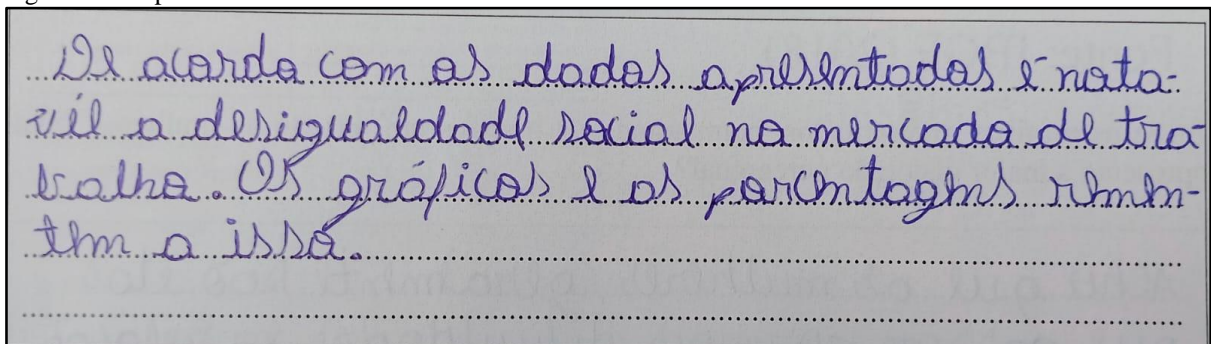 De acordo com os dados apresentados é nota-
vél a desigualdade social no mercado de tra-
balho. Os gráficos e as porcentagens remen-
tem a isso.